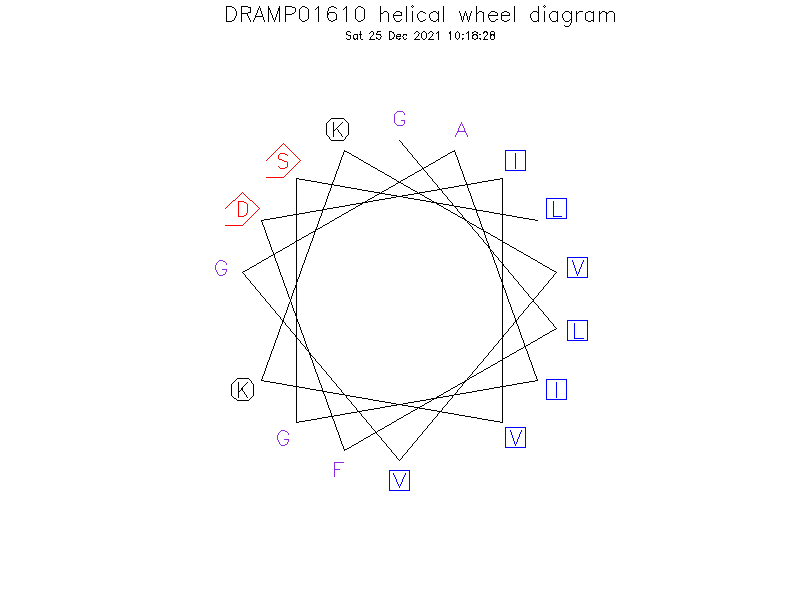 DRAMP01610 helical wheel diagram
Sat 25 Dec 2021 10:18:28
G
K A
S I
D L
G V
L
K I
G V
F
V